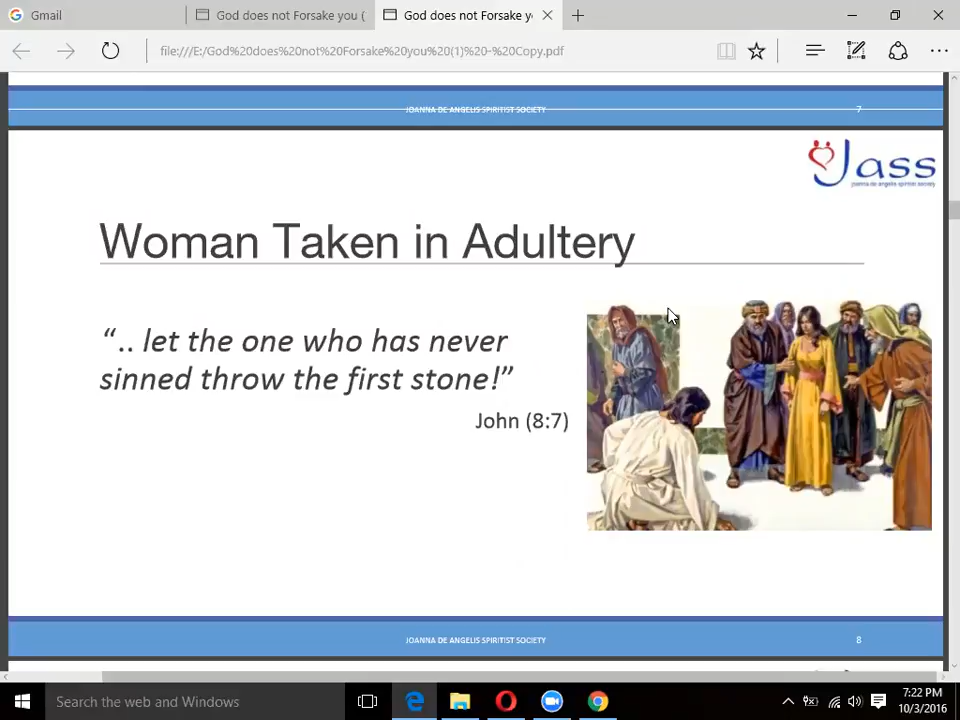 Gmail
God does not Forsake you (
God does not Forsake yo
file:///E:/God%20does%20not%20Forsake%20you%20(1)%20-%20Copy.pdf
JOANNA DE ANGELIS SPIRITIST SOCIETY
7
Jass
joanna de angelis spiritist society
Woman Taken in Adultery
“.. let the one who has never
sinned throw the first stone!”
John (8:7)
JOANNA DE ANGELIS SPIRITIST SOCIETY
8
Search the web and Windows
7:22 PM
10/3/2016